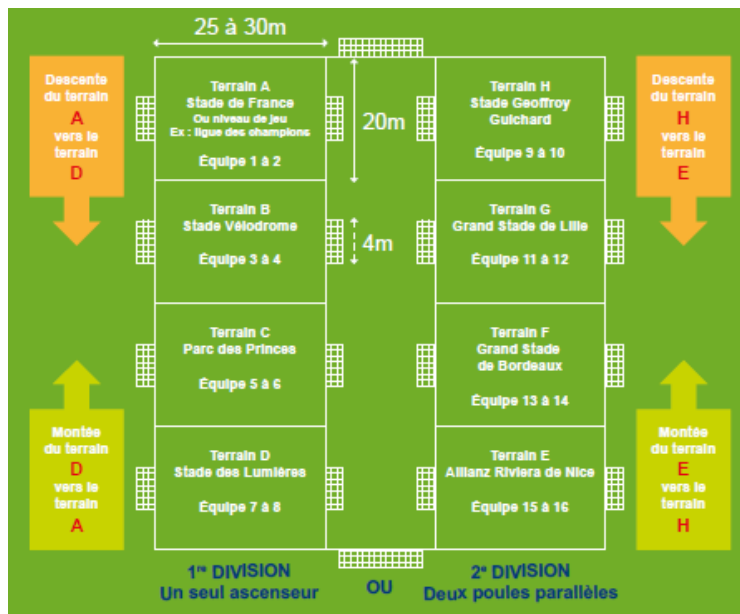 25 à 30m
Descente
du terrain
A
vers le
terrain
D
Terrain A
Stade de France
Ou niveau de jeu
Ex : ligue des champions
Équipe 1 à 2
20m
Terrain H
Stade Geoffroy
Guichard
Équipe 9 à 10
Descente
du terrain
H
vers le
terrain
E
Terrain B
Stade Vélodrome
Équipe 3 à 4
4m
Terrain G
Grand Stade de Lille
Équipe 11 à 12
Terrain C
Parc des Princes
Équipe 5 à 6
Terrain F
Grand Stade
de Bordeaux
Équipe 13 à 14
Montée
du terrain
D
vers le
terrain
A
Terrain D
Stade des Lumières
Équipe 7 à 8
Terrain E
Allianz Riviera de Nice
Équipe 15 à 16
Montée
du terrain
E
vers le
terrain
H
1re DIVISION
Un seul ascenseur
OU
2e DIVISION
Deux poules parallèles